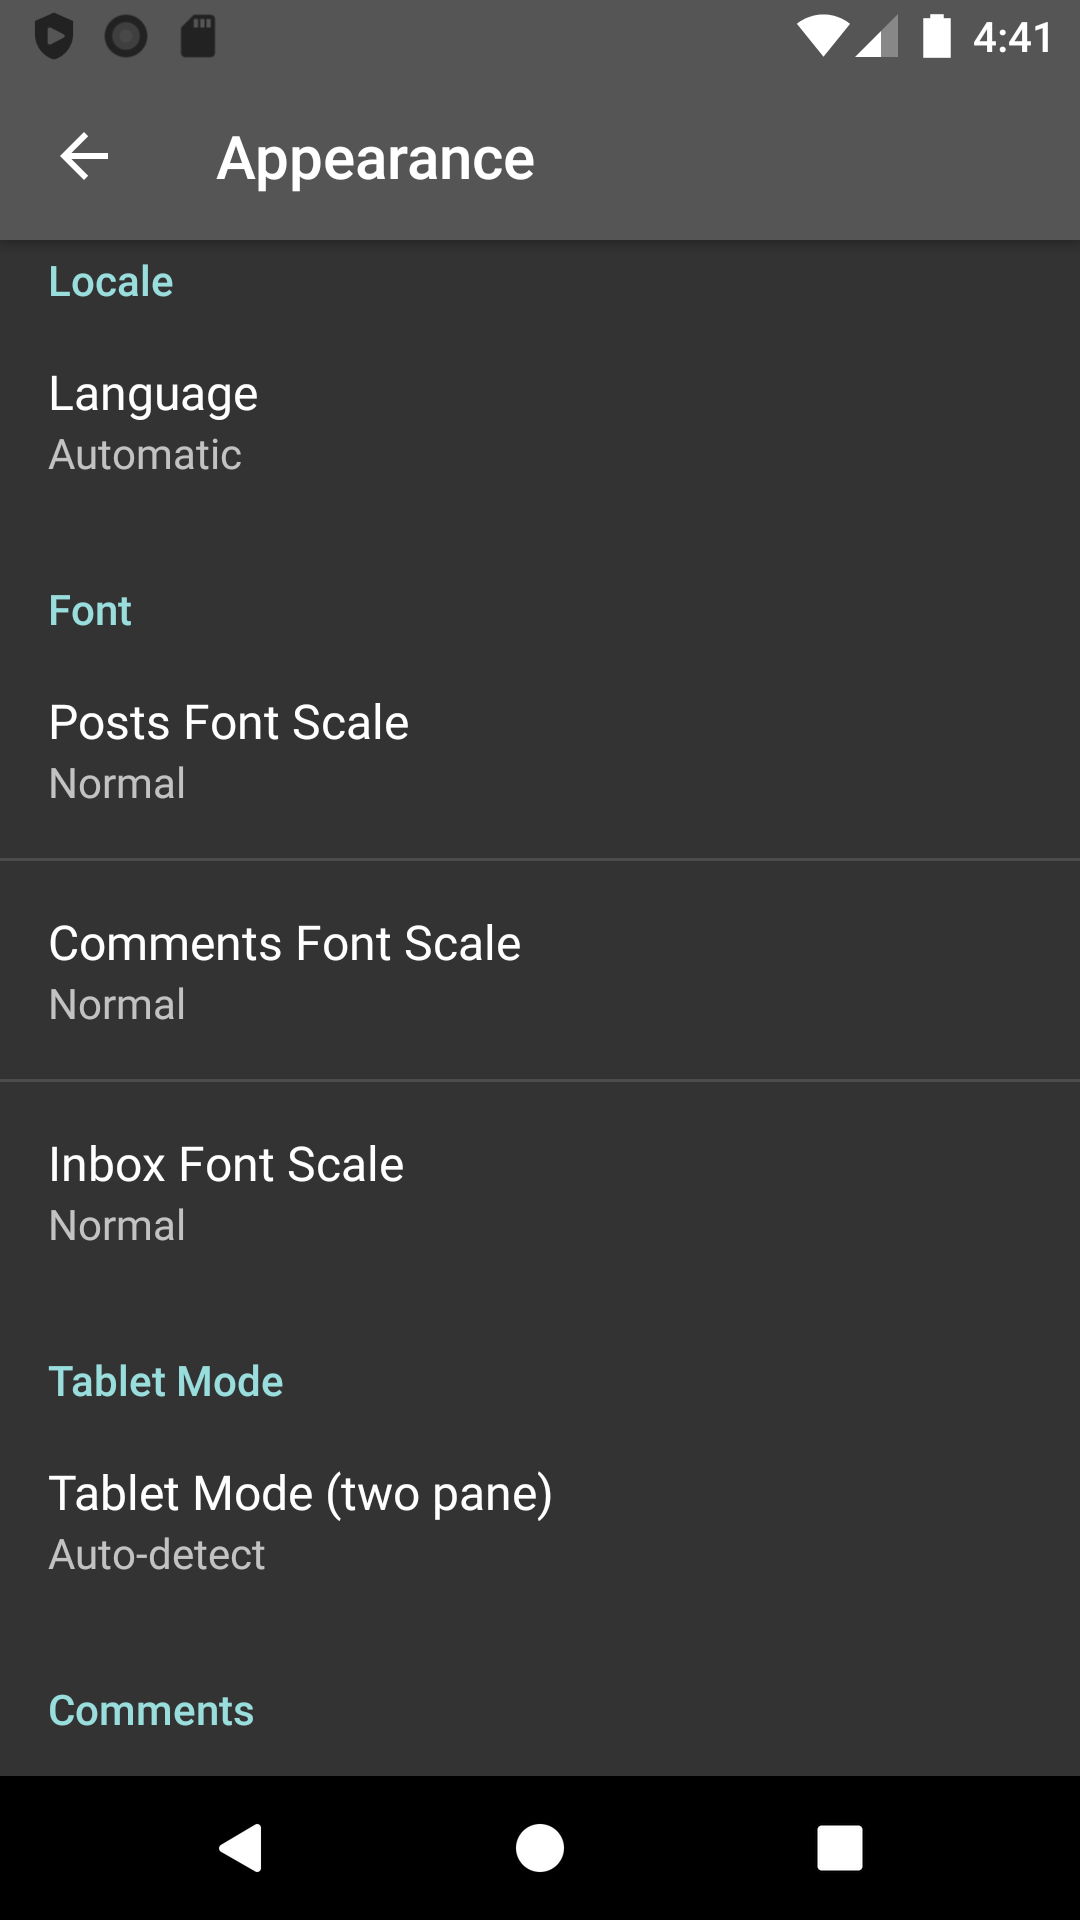 4:41
Appearance
Locale
Language
Automatic
Font
Posts Font Scale
Normal
Comments Font Scale
Normal
Inbox Font Scale
Normal
Tablet Mode
Tablet Mode (two pane)
Auto-detect
Comments